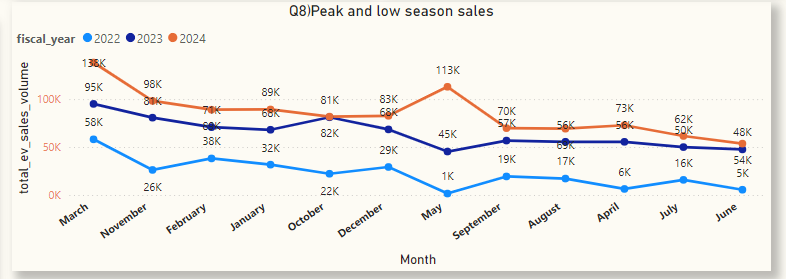 Q8)Peak and low season sales
fiscal_year 2022 2023 2024
total_ev_sales_volume
100K
50K
0K
95K
58K
98K
26K
71K
38K
89K
68K
32K
81K
82K
22K
83K
68K
29K
113K
45K
1K
70K
57K
19K
56K
69K
17K
73K
56K
6K
62K
50K
16K
48K
54K
5K
March November February January October December May September August April July June
Month